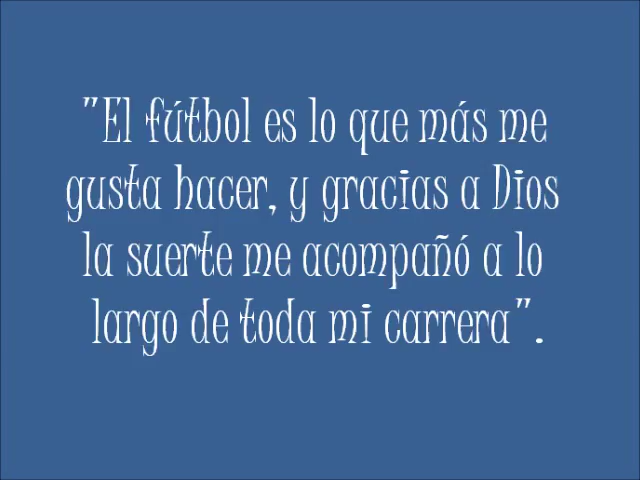 "El fútbol es lo que más me
gusta hacer, y gracias a Dios
la suerte me acompañó a lo
largo de toda mi carrera".